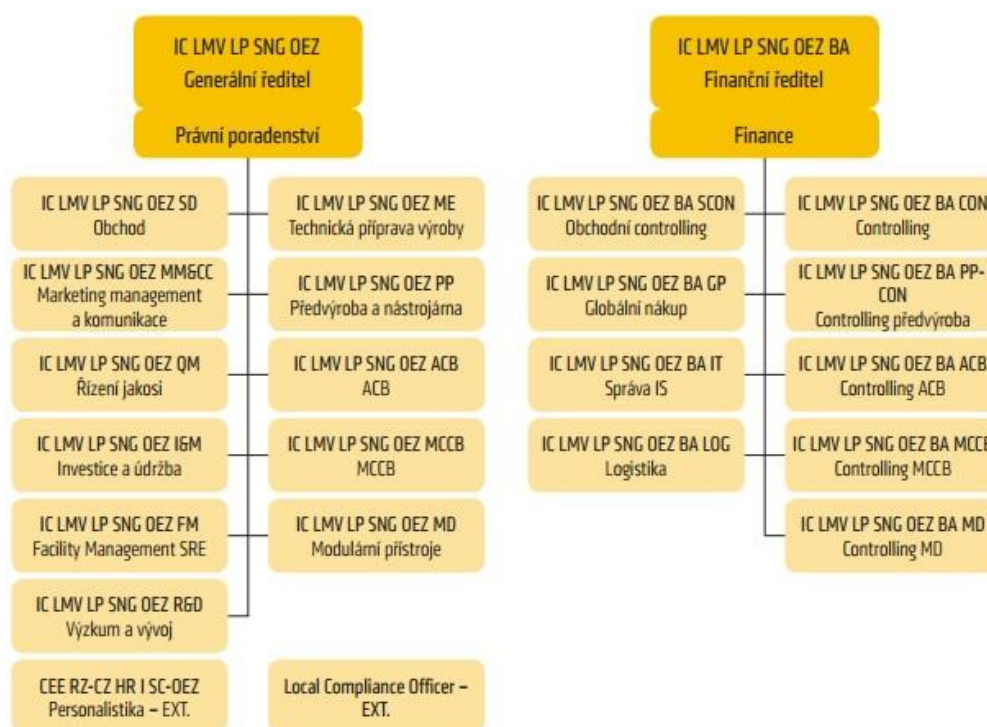 IC LMV LP SNG OEZ
Generální ředitel
Právní poradenství
IC LMV LP SNG OEZ SD
Obchod
IC LMV LP SNG OEZ ME
Technická příprava výroby
IC LMV LP SNG OEZ MM&CC
Marketing management
a komunikace
IC LMV LP SNG OEZ PP
Předvýroba a nástrojárna
IC LMV LP SNG OEZ QM
Řízení jakosi
IC LMV LP SNG OEZ ACB
ACB
IC LMV LP SNG OEZ I&M
Investice a údržba
IC LMV LP SNG OEZ MCCB
MCCB
IC LMV LP SNG OEZ FM
Facility Management SRE
IC LMV LP SNG OEZ MD
Modulární přístroje
IC LMV LP SNG OEZ R&D
Výzkum a vývoj
CEE RZ-CZ HR I SC-OEZ
Personalistika – EXT.
Local Compliance Officer –
EXT.
IC LMV LP SNG OEZ BA
Finanční ředitel
Finance
IC LMV LP SNG OEZ BA SCON
Obchodní controlling
IC LMV LP SNG OEZ BA CON
Controlling
IC LMV LP SNG OEZ BA GP
Globální nákup
IC LMV LP SNG OEZ BA PP-
CON
Controlling předvýroba
IC LMV LP SNG OEZ BA IT
Správa IS
IC LMV LP SNG OEZ BA ACB
Controlling ACB
IC LMV LP SNG OEZ BA LOG
Logistika
IC LMV LP SNG OEZ BA MCCB
Controlling MCCB
IC LMV LP SNG OEZ BA MD
Controlling MD